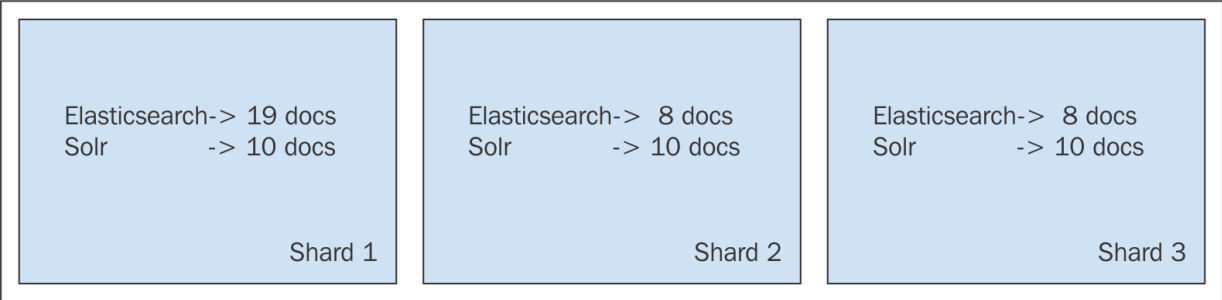 Elasticsearch-> 19 docs
Solr -> 10 docs
Shard 1
Elasticsearch-> 8 docs
Solr -> 10 docs
Shard 2
Elasticsearch-> 8 docs
Solr -> 10 docs
Shard 3